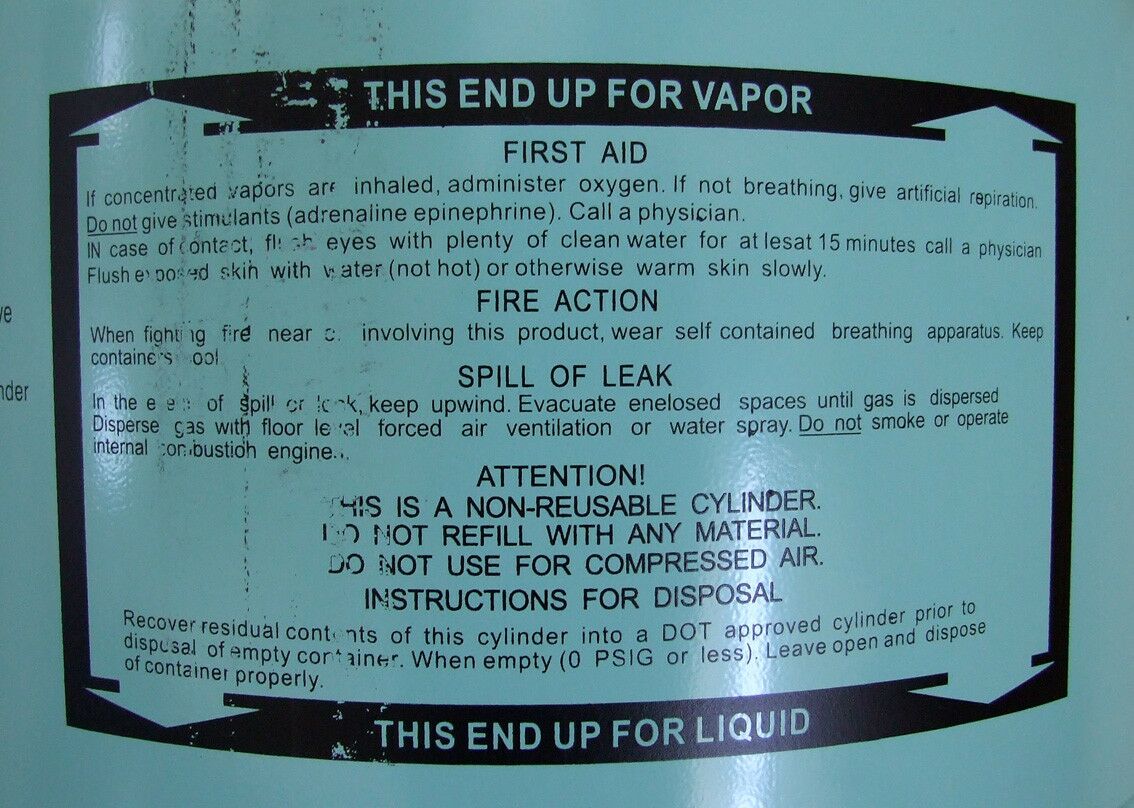 THIS END UP FOR VAPOR
FIRST AID
If concentrated vapors are inhaled, administer oxygen. If not breathing, give artificial repiration.
Do not give stimulants (adrenaline epinephrine). Call a physician.
IN case of contact, flush eyes with plenty of clean water for at lesat 15 minutes call a physician
Flush exposed skih with water (not hot) or otherwise warm skin slowly.
FIRE ACTION
When fighting fire near or involving this product, wear self contained breathing apparatus. Keep
containers cool
SPILL OF LEAK
In the event of spill or leak, keep upwind. Evacuate enelosed spaces until gas is dispersed
Disperse gas with floor level forced air ventilation or water spray. Do not smoke or operate
internal combustion engine..
ATTENTION!
THIS IS A NON-REUSABLE CYLINDER.
DO NOT REFILL WITH ANY MATERIAL.
DO NOT USE FOR COMPRESSED AIR.
INSTRUCTIONS FOR DISPOSAL
Recover residual contents of this cylinder into a DOT approved cylinder prior to
disposal of empty container. When empty (0 PSIG or less), Leave open and dispose
of container properly.
THIS END UP FOR LIQUID